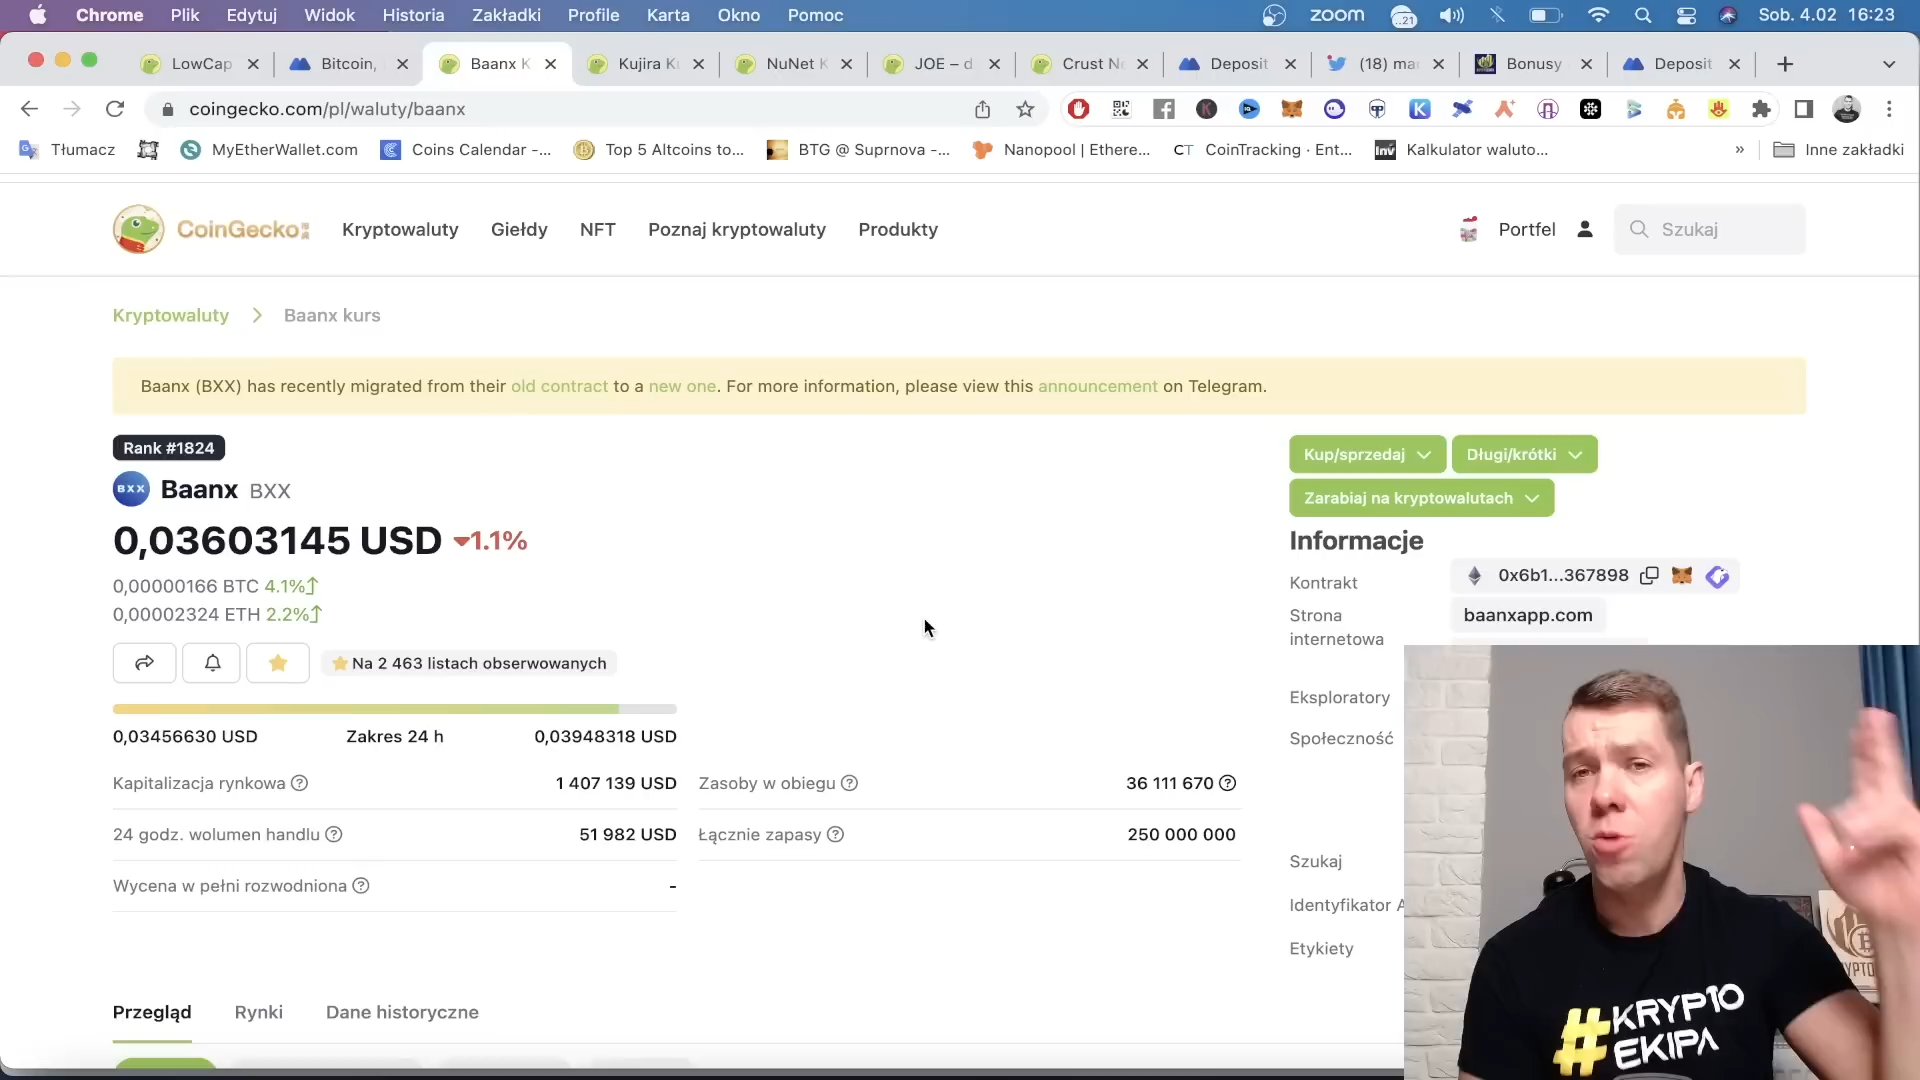 Chrome Plik Edytuj Widok Historia Zakładki Profile Karta Okno Pomoc zoom ..21 Sob. 4.02 16:23
LowCap Bitcoin, Baanx K Kujira Ku NuNet K JOE – d Crust Ne Deposit (18) ma Bonusy Deposit
coingecko.com/pl/waluty/baanx
Tłumacz MyEtherWallet.com Coins Calendar -... Top 5 Altcoins to... BTG @ Suprnova -... Nanopool | Ethere... CT CoinTracking · Ent... Inv Kalkulator waluto... » Inne zakładki
CoinGecko Kryptowaluty Giełdy NFT Poznaj kryptowaluty Produkty Portfel Szukaj
Kryptowaluty Baanx kurs
Baanx (BXX) has recently migrated from their old contract to a new one. For more information, please view this announcement on Telegram.
Rank #1824
BXX Baanx BXX
0,03603145 USD 1.1%
0,00000166 BTC 4.1%
0,00002324 ETH 2.2%
Na 2 463 listach obserwowanych
0,03456630 USD Zakres 24 h 0,03948318 USD
Kapitalizacja rynkowa 1 407 139 USD Zasoby w obiegu 36 111 670
24 godz. wolumen handlu 51 982 USD Łącznie zapasy 250 000 000
Wycena w pełni rozwodniona -
Przegląd Rynki Dane historyczne
Kup/sprzedaj Długi/krótki
Zarabiaj na kryptowalutach
Informacje
Kontrakt 0x6b1...367898
Strona internetowa baanxapp.com
Eksploratory
Społeczność
Szukaj
Identyfikator A
Etykiety
#KRYP10
EKIPA